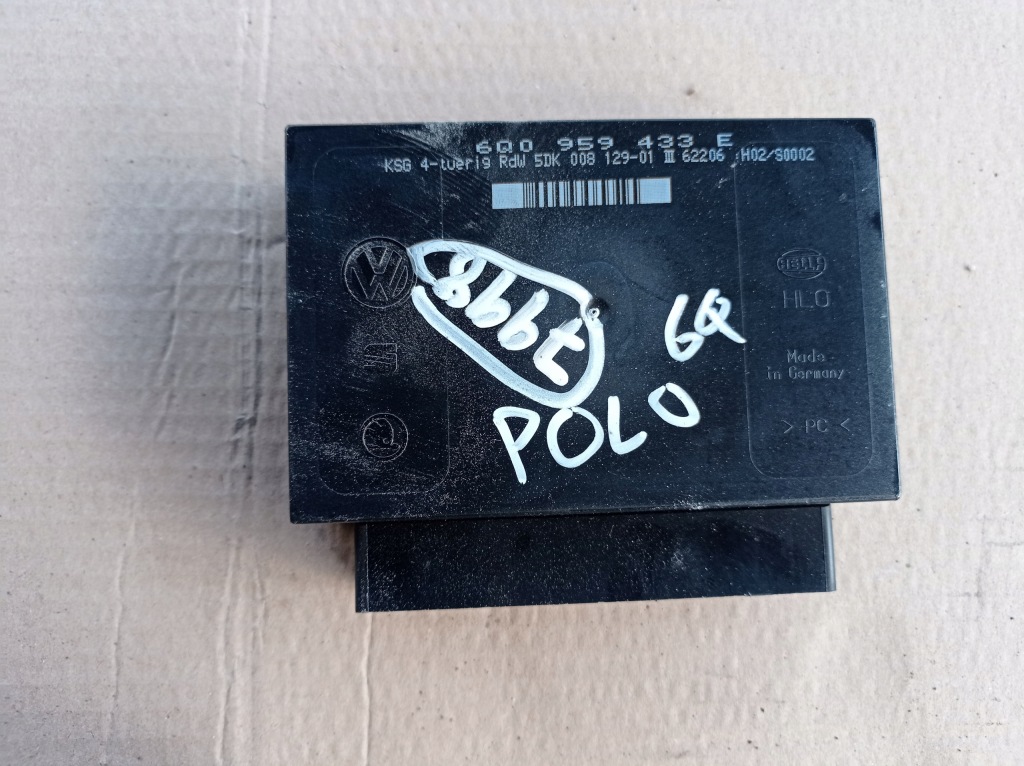 6Q0 959 433 E
KSG 4-tuerig RdW 5DK 008 129-01 III 62206 :H02/S0002
VW
HELLA
HLO
Made
in Germany
> PC <
6Q
POLO